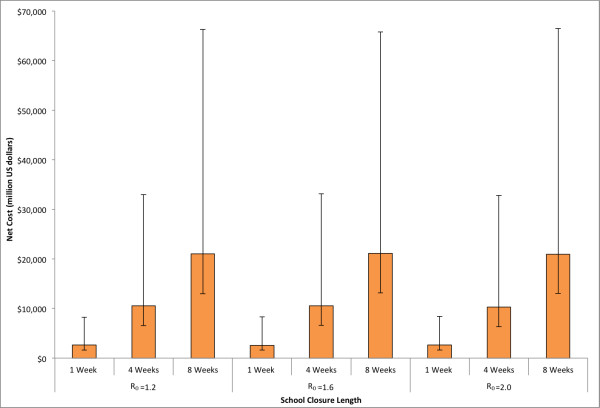 $70,000
$60,000
$50,000
$40,000
$30,000
$20,000
$10,000
$0
Net Cost (million US dollars)
1 Week 4 Weeks 8 Weeks 1 Week 4 Weeks 8 Weeks 1 Week 4 Weeks 8 Weeks
R₀ =1.2 R₀ =1.6 R₀ =2.0
School Closure Length